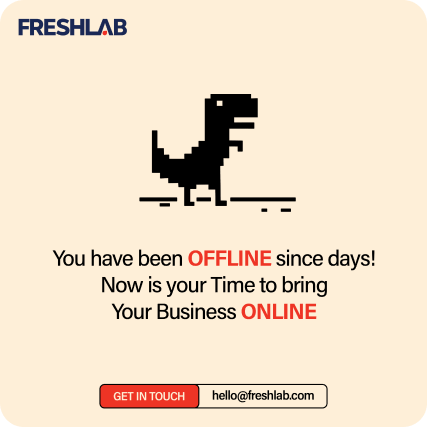 FRESHLAB
You have been OFFLINE since days!
Now is your Time to bring
Your Business ONLINE
GET IN TOUCH hello@freshlab.com